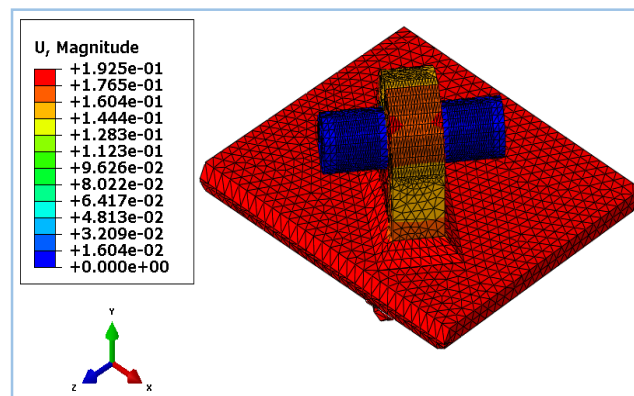 U, Magnitude
+1.925e-01
+1.765e-01
+1.604e-01
+1.444e-01
+1.283e-01
+1.123e-01
+9.626e-02
+8.022e-02
+6.417e-02
+4.813e-02
+3.209e-02
+1.604e-02
+0.000e+00
Y
Z
X